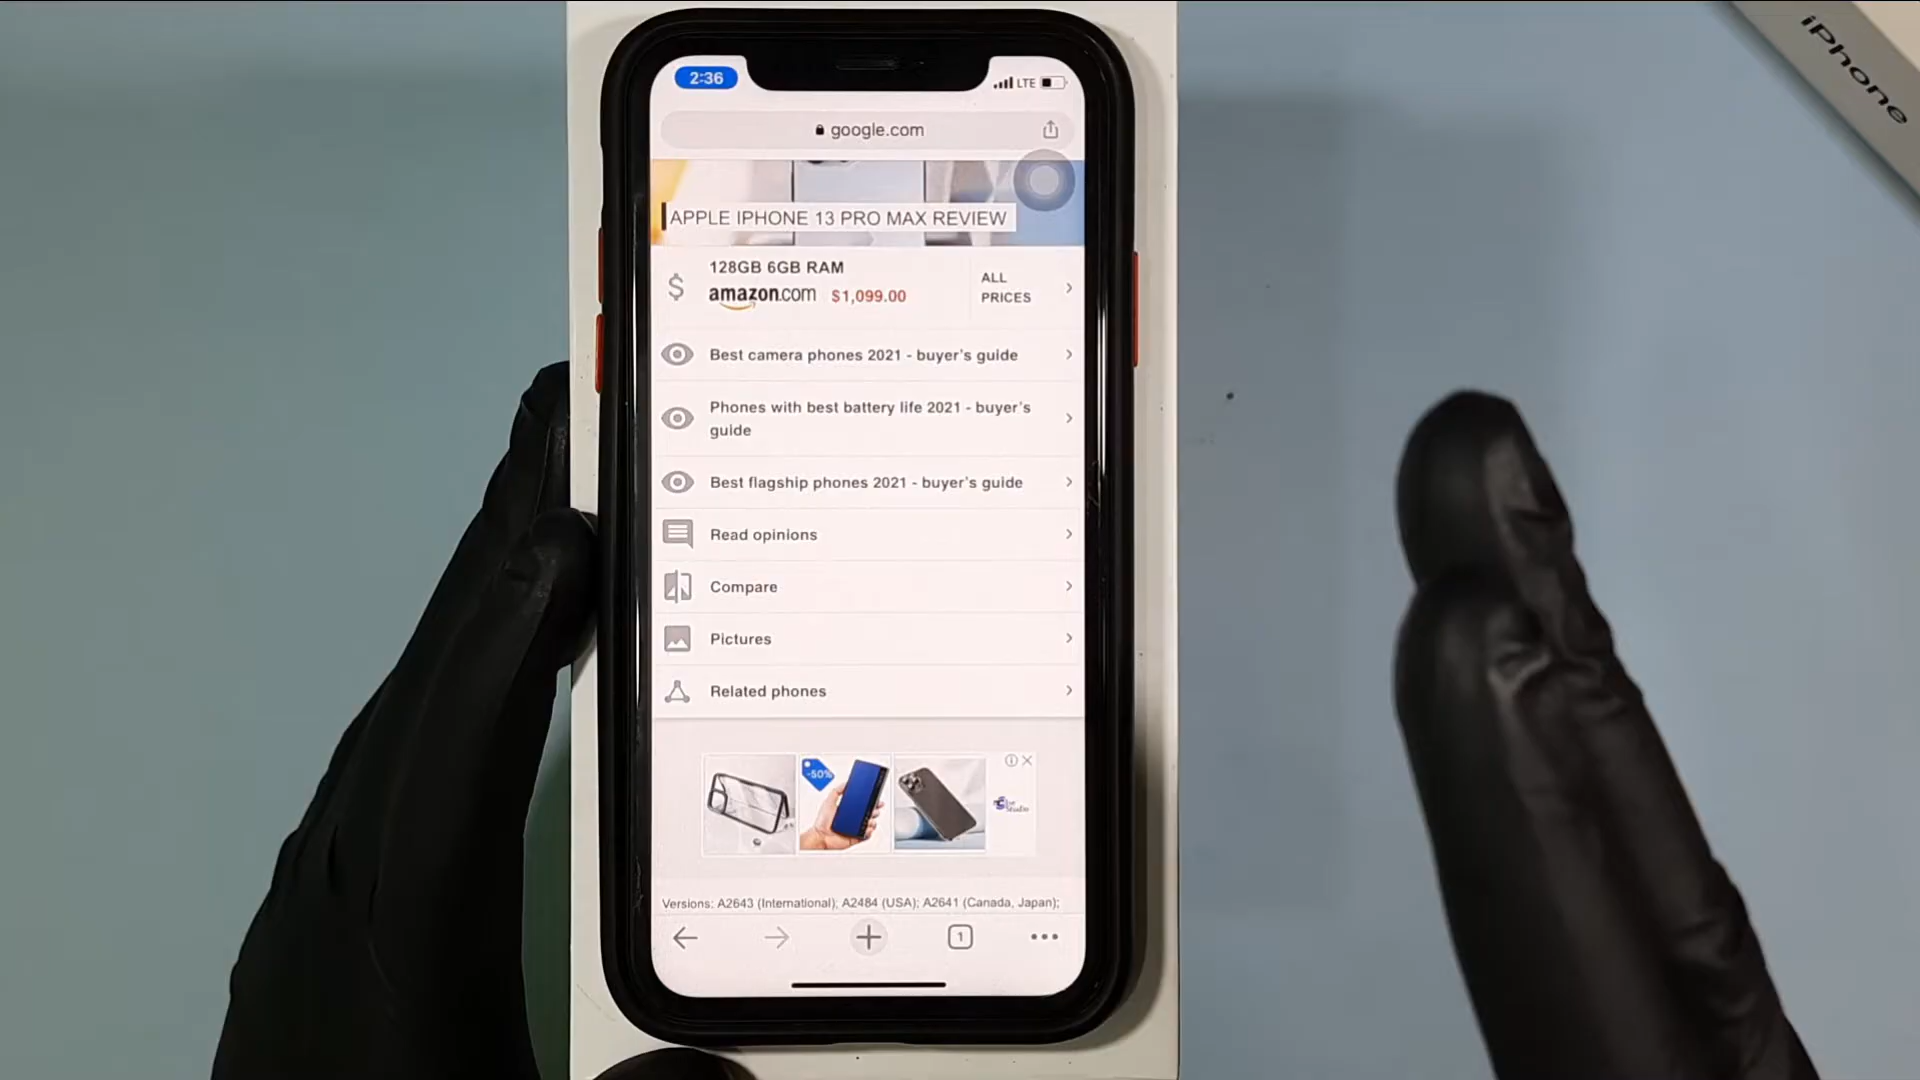 iPhone
2:36
LTE
google.com
APPLE IPHONE 13 PRO MAX REVIEW
128GB 6GB RAM
amazon.com $1,099.00
ALL
PRICES
Best camera phones 2021 - buyer's guide
Phones with best battery life 2021 - buyer's
guide
Best flagship phones 2021 - buyer's guide
Read opinions
Compare
Pictures
Related phones
-50%
Versions: A2643 (International); A2484 (USA); A2641 (Canada, Japan);
1